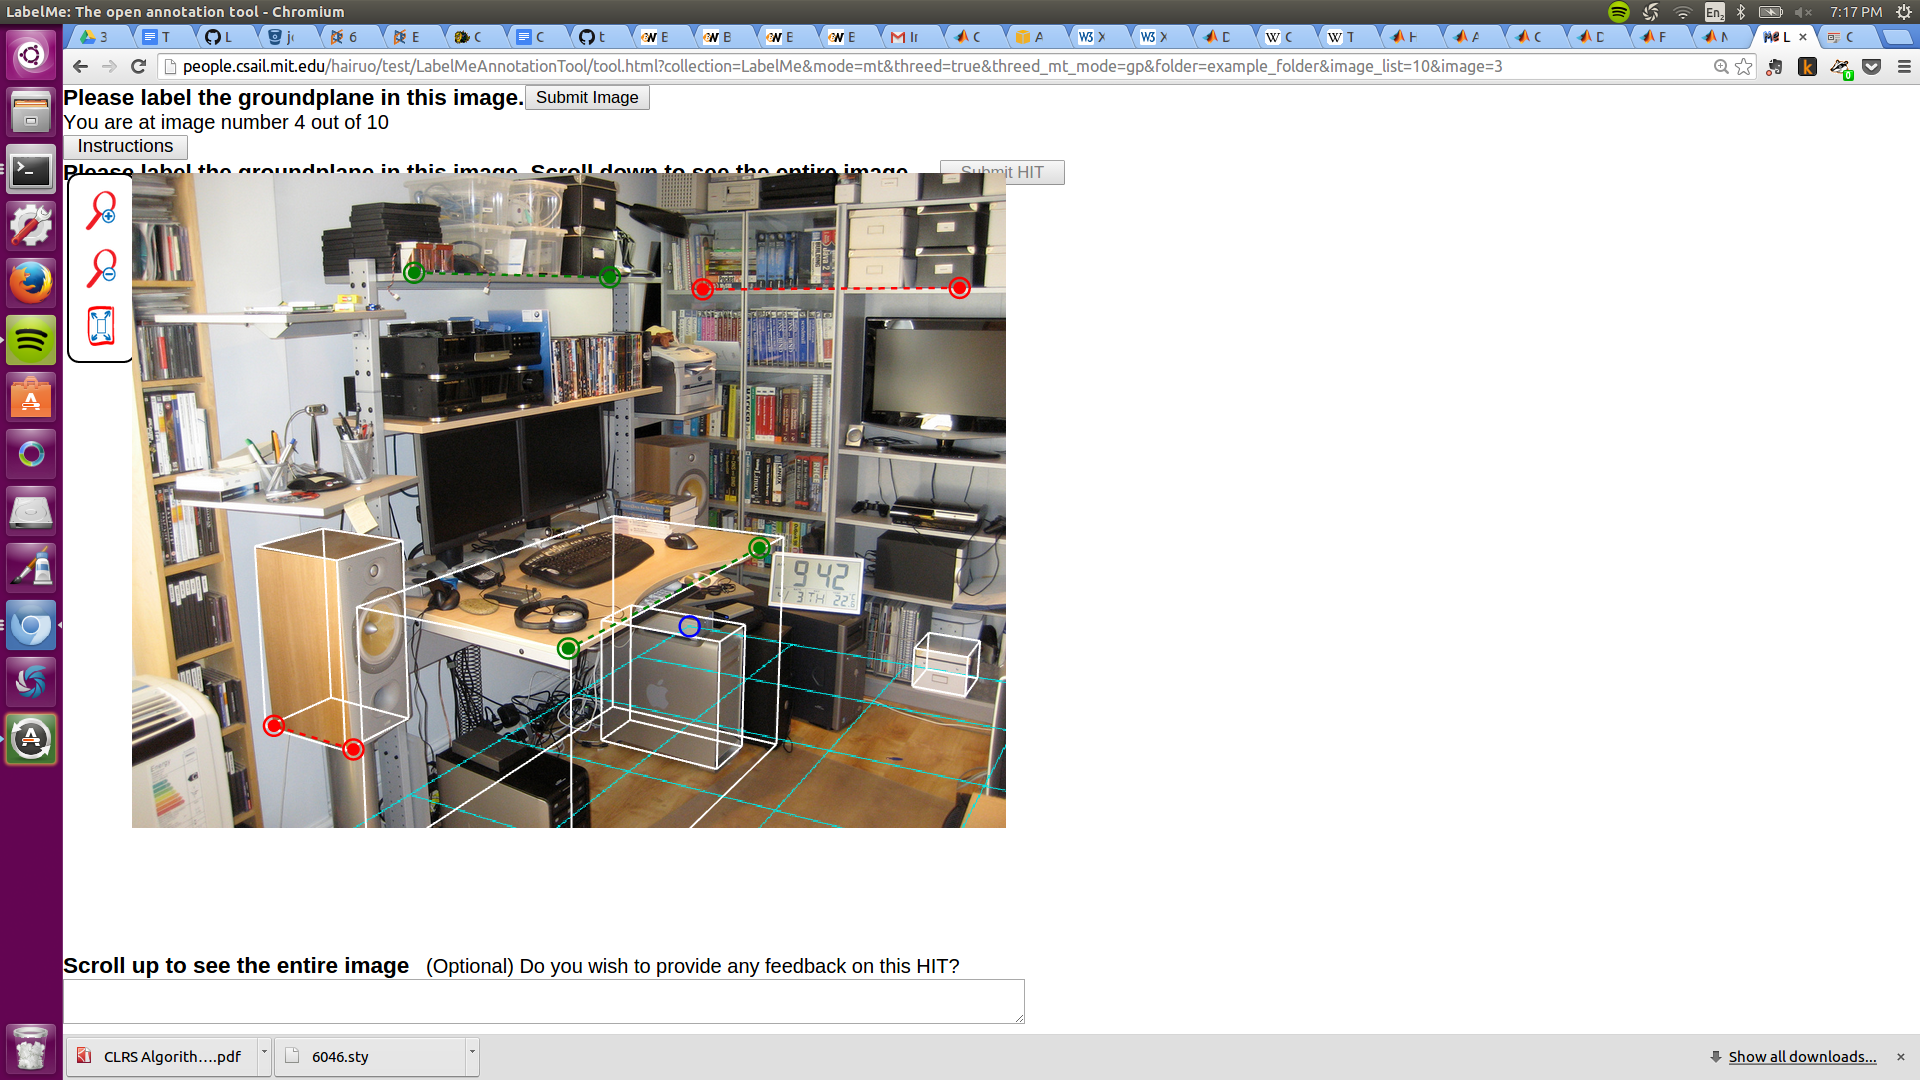 LabelMe: The open annotation tool - Chromium
En2
7:17 PM
3
T
L
6
E
C
C
t
E
B
E
E
C
A
X
X
D
C
T
H
A
C
D
F
L
C
people.csail.mit.edu/hairuo/test/LabelMeAnnotationTool/tool.html?collection=LabelMe&mode=mt&threed=true&threed_mt_mode=gp&folder=example_folder&image_list=10&image=3
Please label the groundplane in this image. Submit Image
You are at image number 4 out of 10
Instructions
Please label the groundplane in this image. Scroll down to see the entire image Submit HIT
9 42
3 TH 22
Scroll up to see the entire image (Optional) Do you wish to provide any feedback on this HIT?
CLRS Algorith....pdf
6046.sty
Show all downloads...